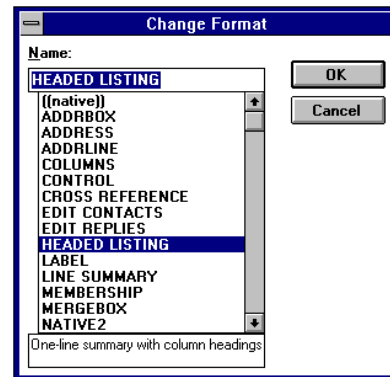 Change Format
Name:
HEADED LISTING
OK
((native))
ADDRBOX
Cancel
ADDRESS
ADDRLINE
COLUMNS
CONTROL
CROSS REFERENCE
EDIT CONTACTS
EDIT REPLIES
HEADED LISTING
LABEL
LINE SUMMARY
MEMBERSHIP
MERGEBOX
NATIVE2
One-line summary with column headings